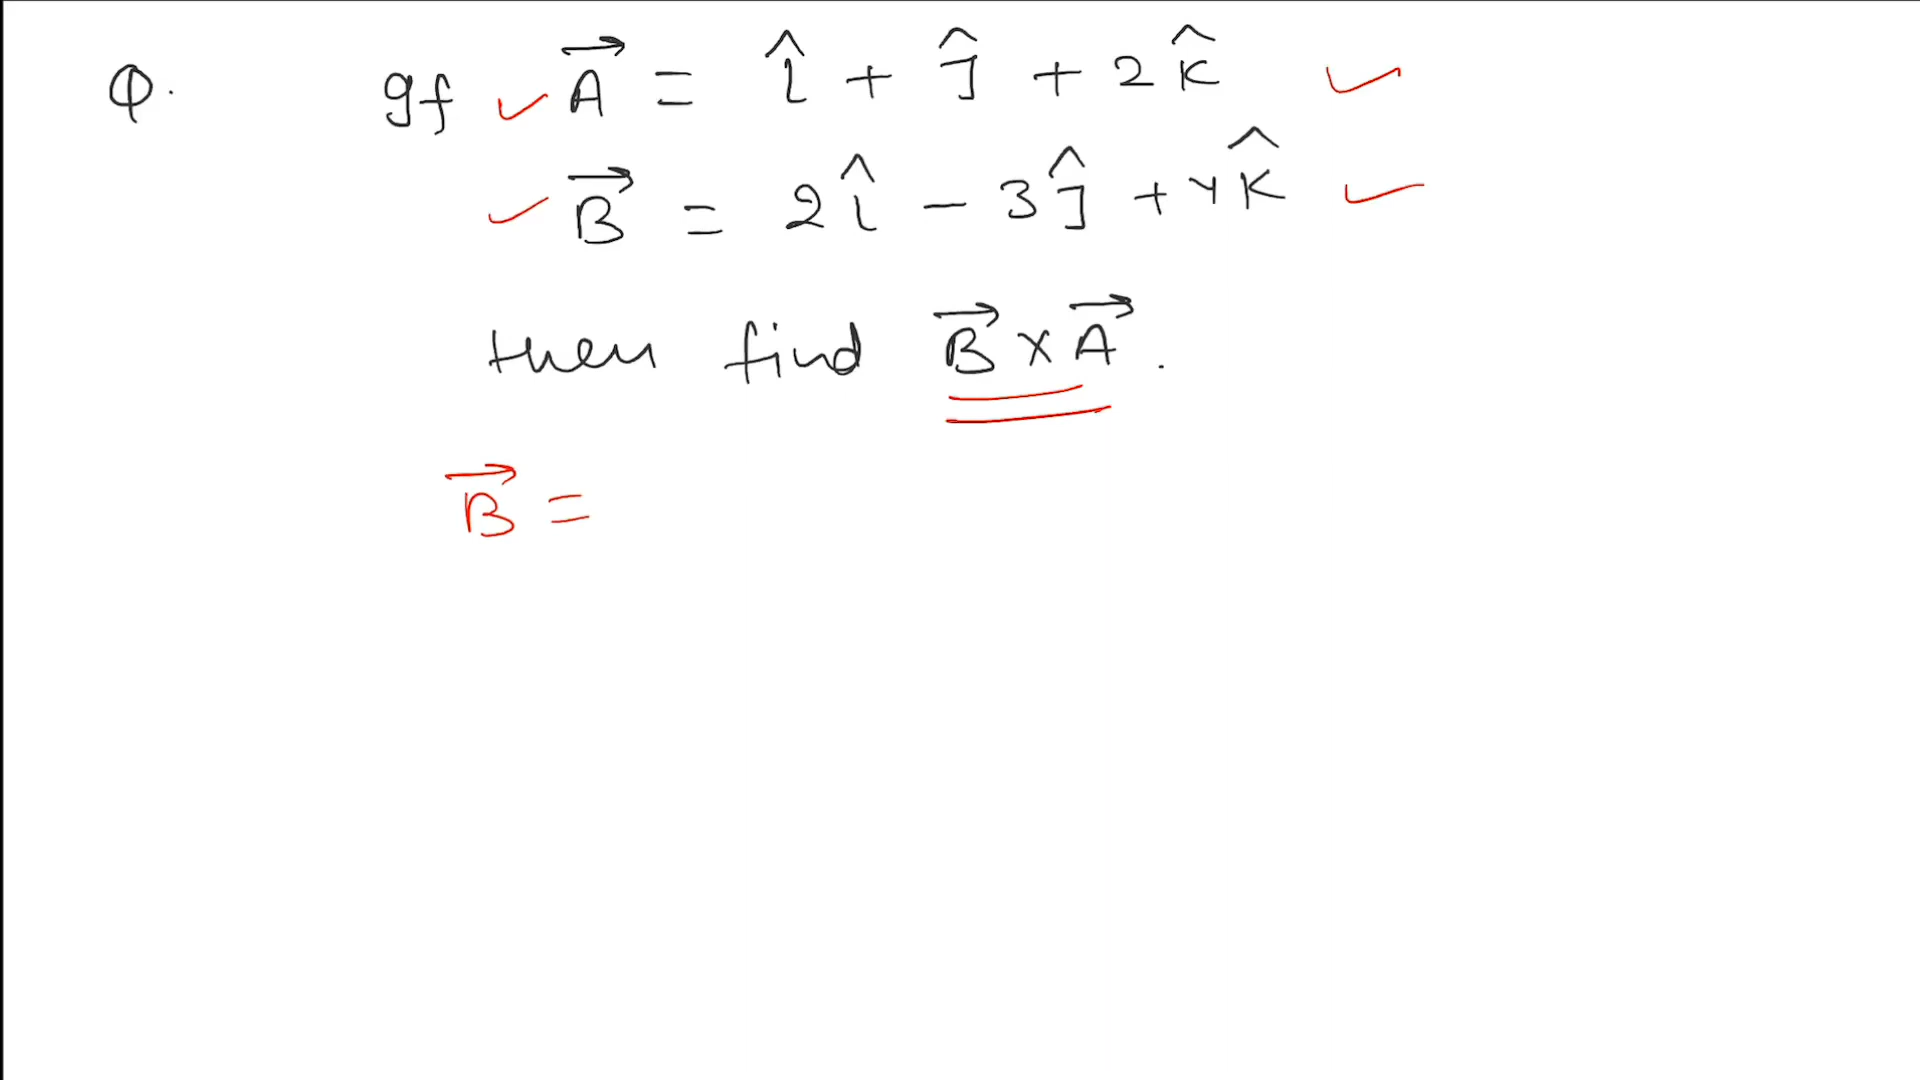 Q. If ✓ A⃗ = î + ĵ + 2k̂ ✓
✓ B⃗ = 2î - 3ĵ + 4k̂ ✓
then find B⃗ × A⃗.
B⃗ =